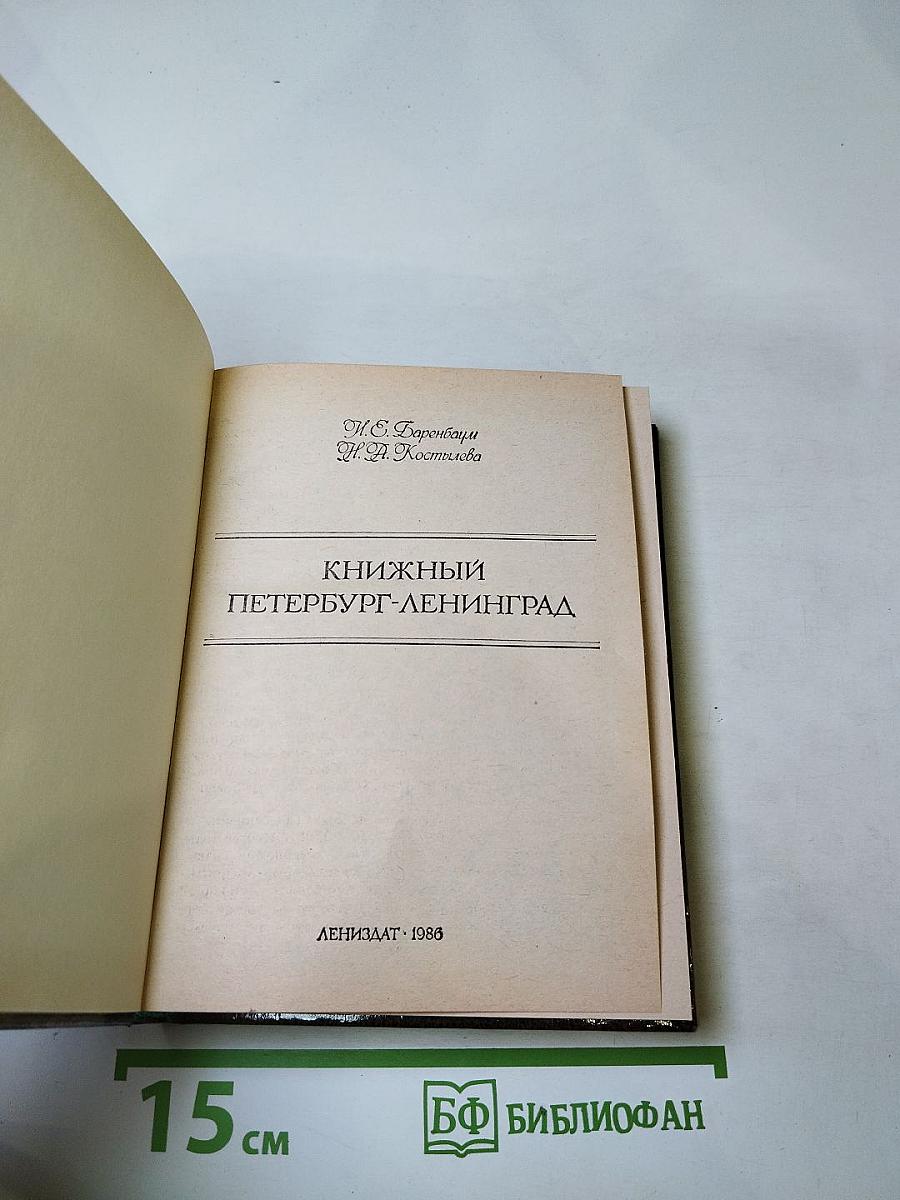 И. Е. Баренбаум
Н. А. Костылева
КНИЖНЫЙ
ПЕТЕРБУРГ-ЛЕНИНГРАД
ЛЕНИЗДАТ · 1986
15 см
БФ БИБЛИОФАН